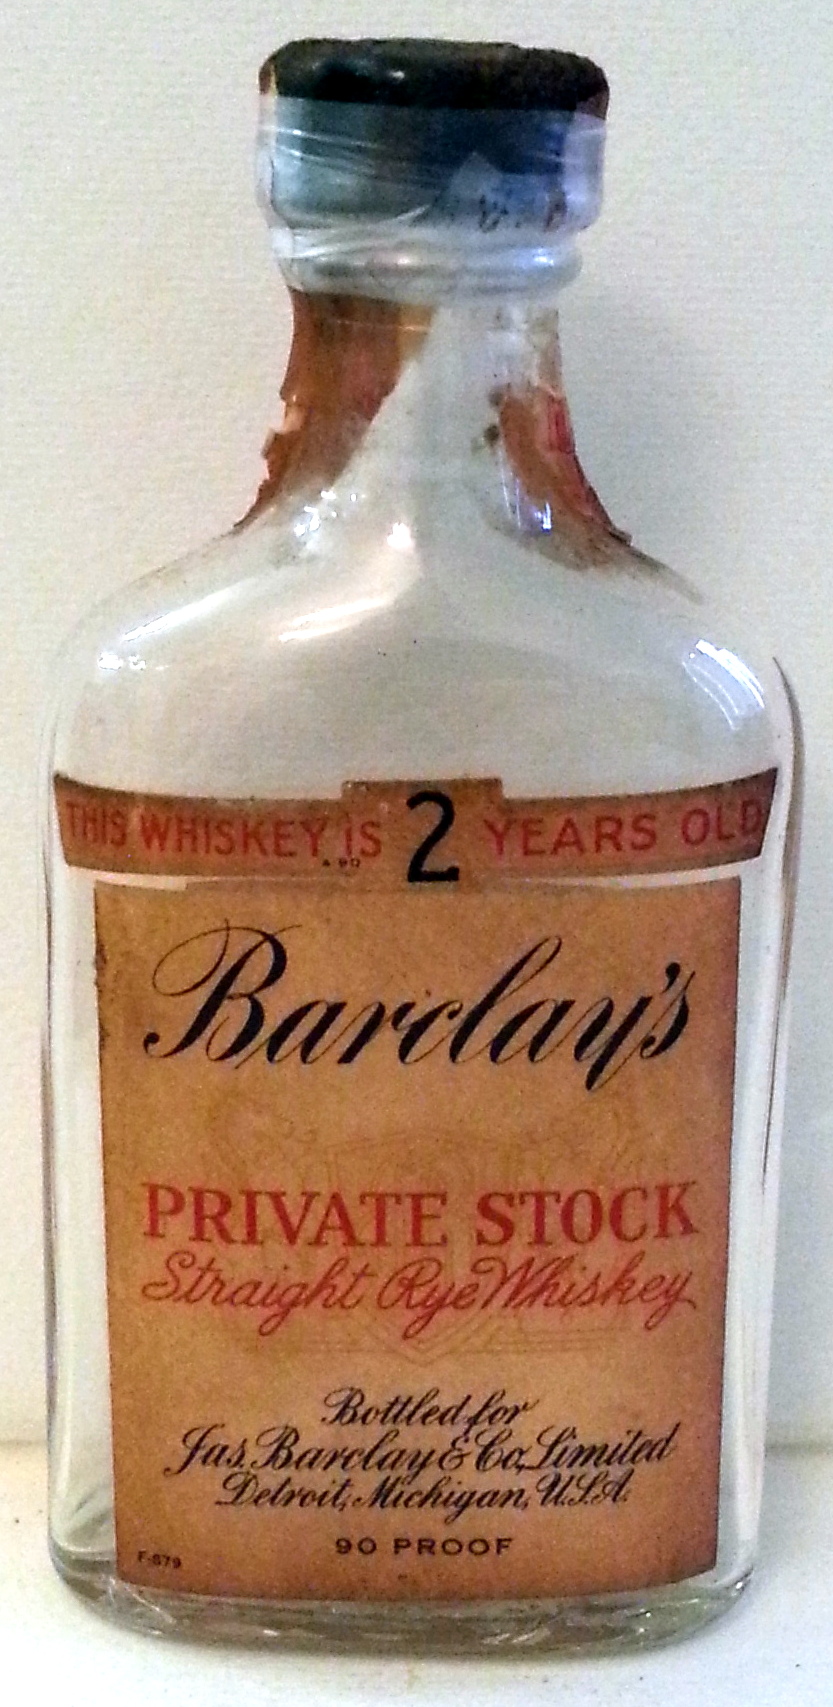 THIS WHISKEY IS 2 YEARS OLD
Barclay's
PRIVATE STOCK
Straight Rye Whiskey
Bottled for
Jas. Barclay & Co. Limited
Detroit, Michigan, U.S.A.
90 PROOF
F-879